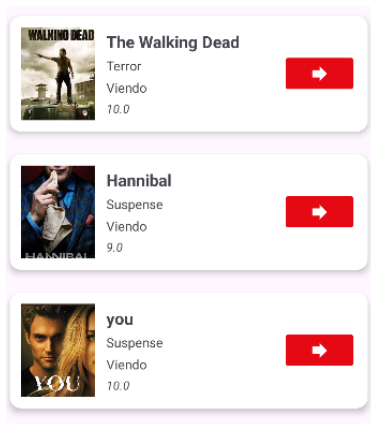 WALKING DEAD
The Walking Dead
Terror
Viendo
10.0
HANNIBAL
Hannibal
Suspense
Viendo
9.0
YOU
you
Suspense
Viendo
10.0